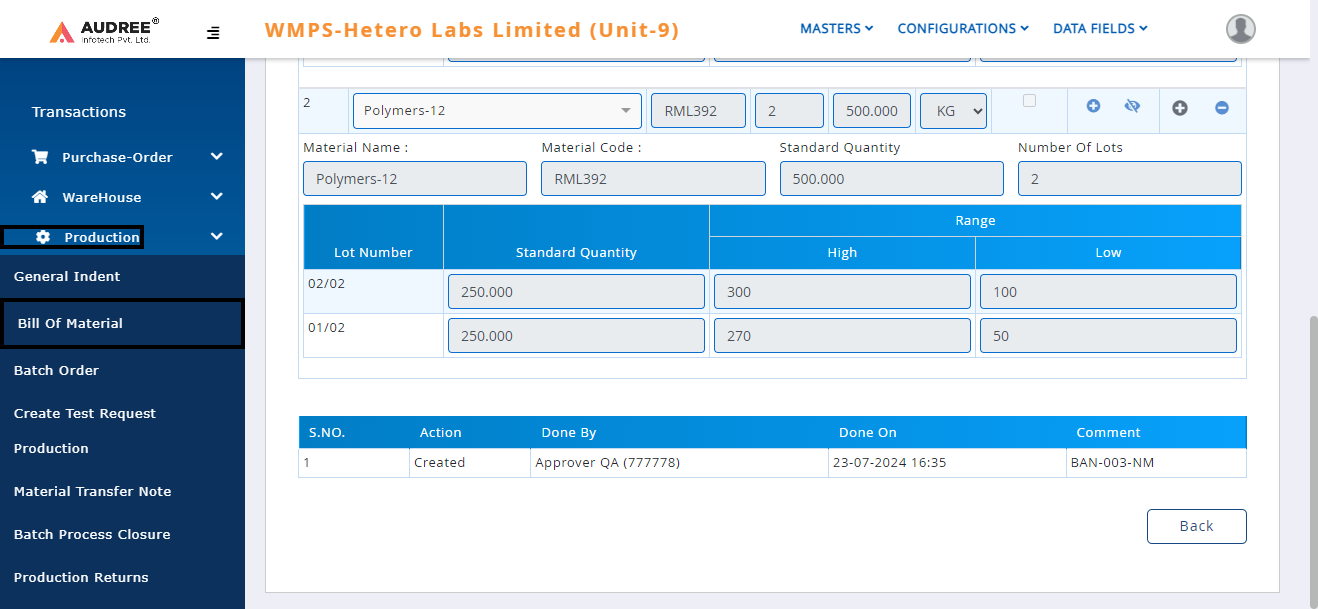 AUDREE®
Infotech Pvt. Ltd.
WMPS-Hetero Labs Limited (Unit-9)
MASTERS
CONFIGURATIONS
DATA FIELDS
Transactions
Purchase-Order
WareHouse
Production
General Indent
Bill Of Material
Batch Order
Create Test Request
Production
Material Transfer Note
Batch Process Closure
Production Returns
2 Polymers-12 RML392 2 500.000 KG
Material Name : Material Code : Standard Quantity Number Of Lots
Polymers-12 RML392 500.000 2
Range
Lot Number Standard Quantity High Low
02/02 250.000 300 100
01/02 250.000 270 50
S.NO. Action Done By Done On Comment
1 Created Approver QA (777778) 23-07-2024 16:35 BAN-003-NM
Back